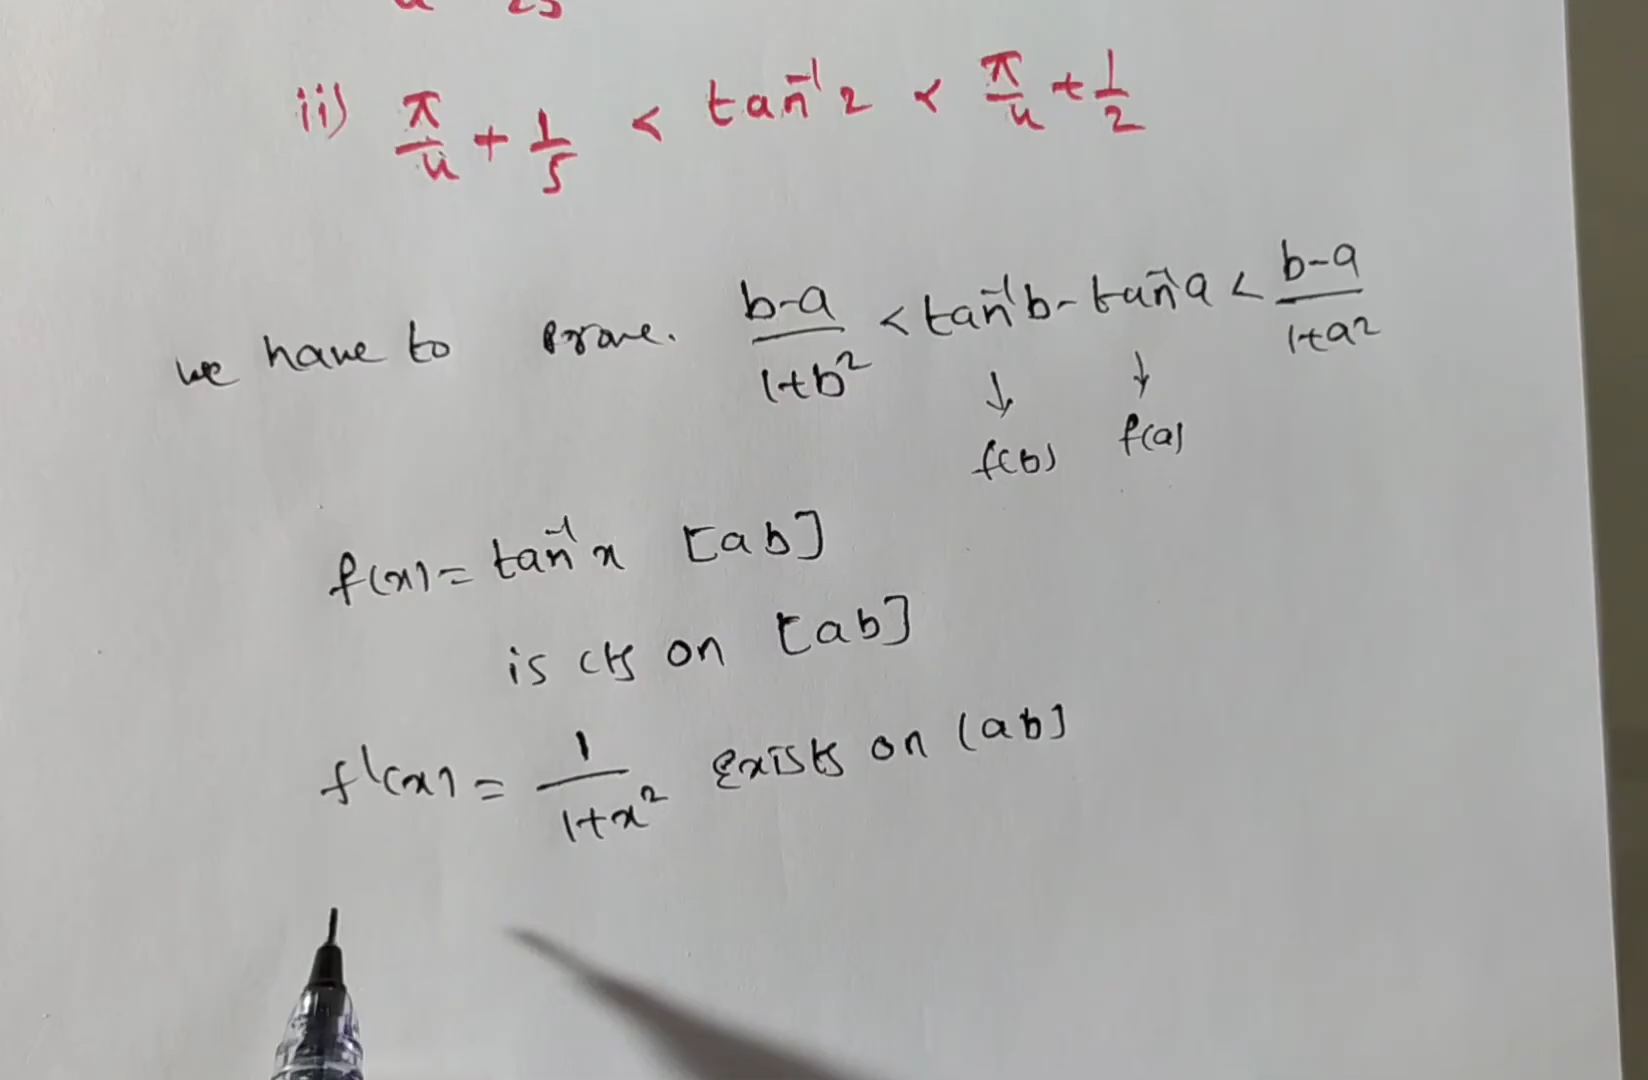 ii) π/4 + 1/5 < tan⁻¹2 < π/4 + 1/2
we have to prove. (b-a)/(1+b²) < tan⁻¹b - tan⁻¹a < (b-a)/(1+a²)
↓ ↓
f(b) f(a)
f(x) = tan⁻¹x [ab]
is cts on [ab]
f'(x) = 1/(1+x²) exists on (ab)